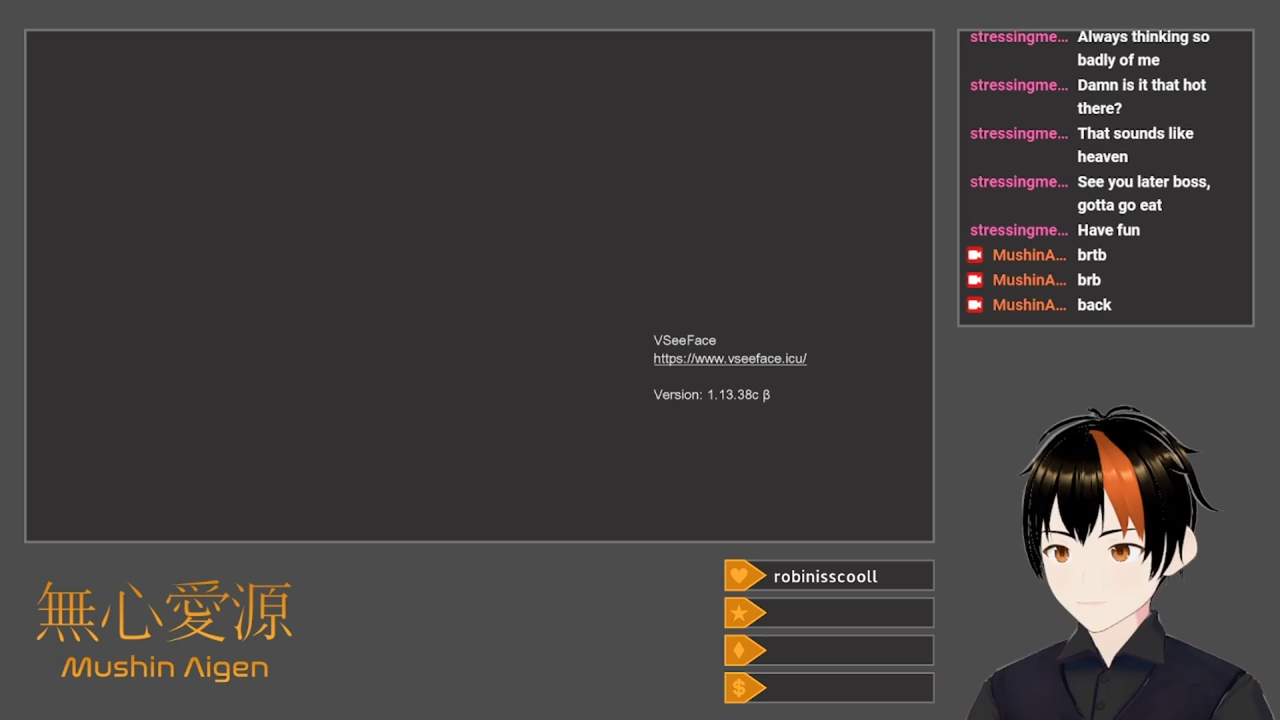 stressingme... Always thinking so
badly of me
stressingme... Damn is it that hot
there?
stressingme... That sounds like
heaven
stressingme... See you later boss,
gotta go eat
stressingme... Have fun
MushinA... brtb
MushinA... brb
MushinA... back
VSeeFace
https://www.vseeface.icu/
Version: 1.13.38c β
robinisscooll
$
無心愛源
Mushin Aigen